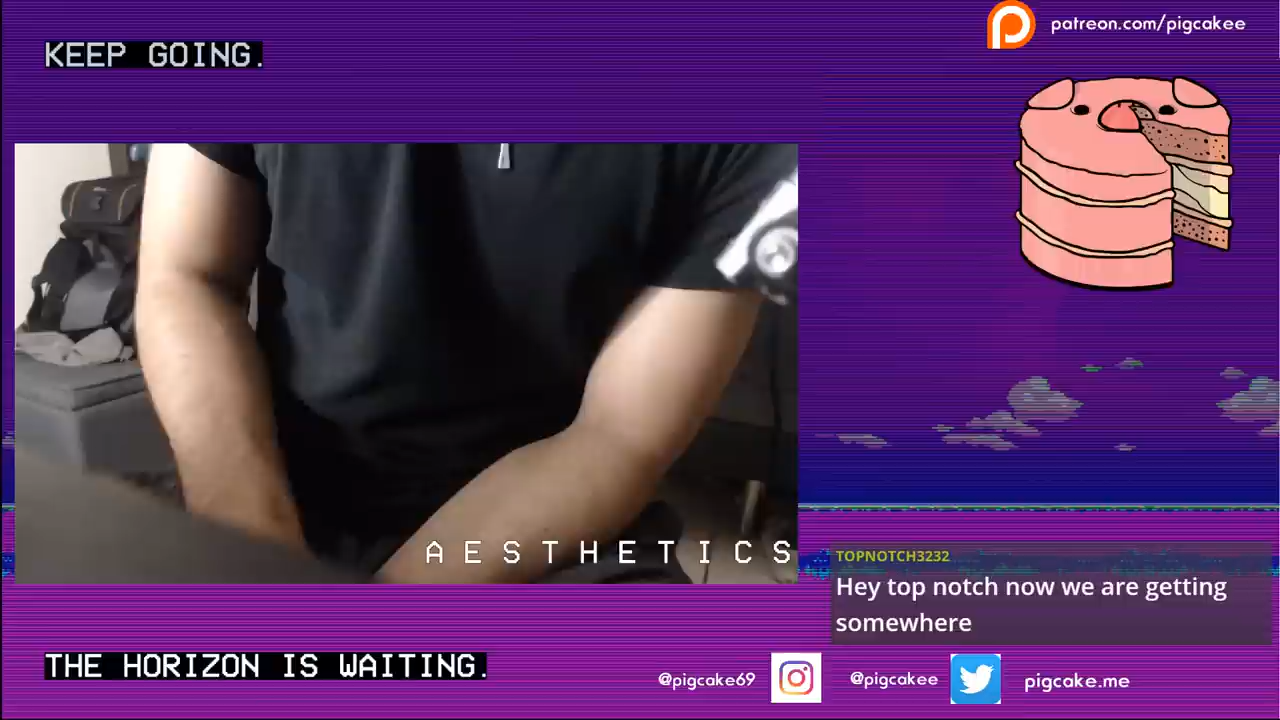 KEEP GOING.
patreon.com/pigcakee
AESTHETICS
TOPNOTCH3232
Hey top notch now we are getting
somewhere
THE HORIZON IS WAITING.
@pigcake69
@pigcakee
pigcake.me